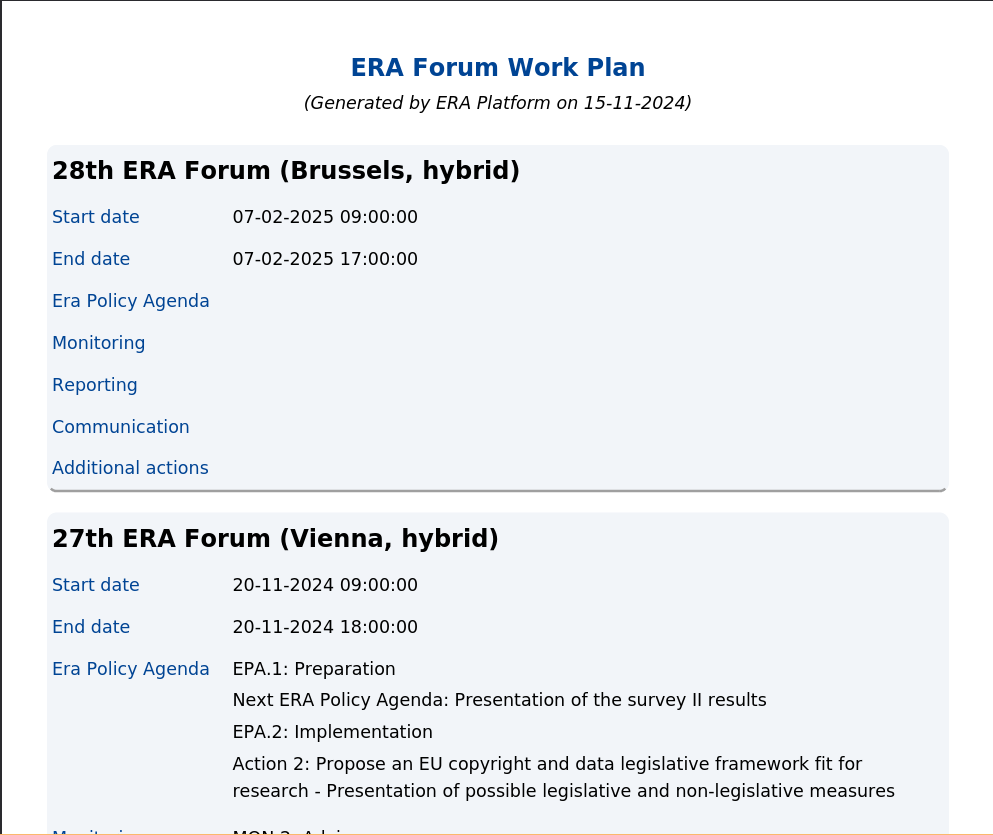 ERA Forum Work Plan
(Generated by ERA Platform on 15-11-2024)
28th ERA Forum (Brussels, hybrid)
Start date 07-02-2025 09:00:00
End date 07-02-2025 17:00:00
Era Policy Agenda
Monitoring
Reporting
Communication
Additional actions
27th ERA Forum (Vienna, hybrid)
Start date 20-11-2024 09:00:00
End date 20-11-2024 18:00:00
Era Policy Agenda EPA.1: Preparation
Next ERA Policy Agenda: Presentation of the survey II results
EPA.2: Implementation
Action 2: Propose an EU copyright and data legislative framework fit for
research - Presentation of possible legislative and non-legislative measures